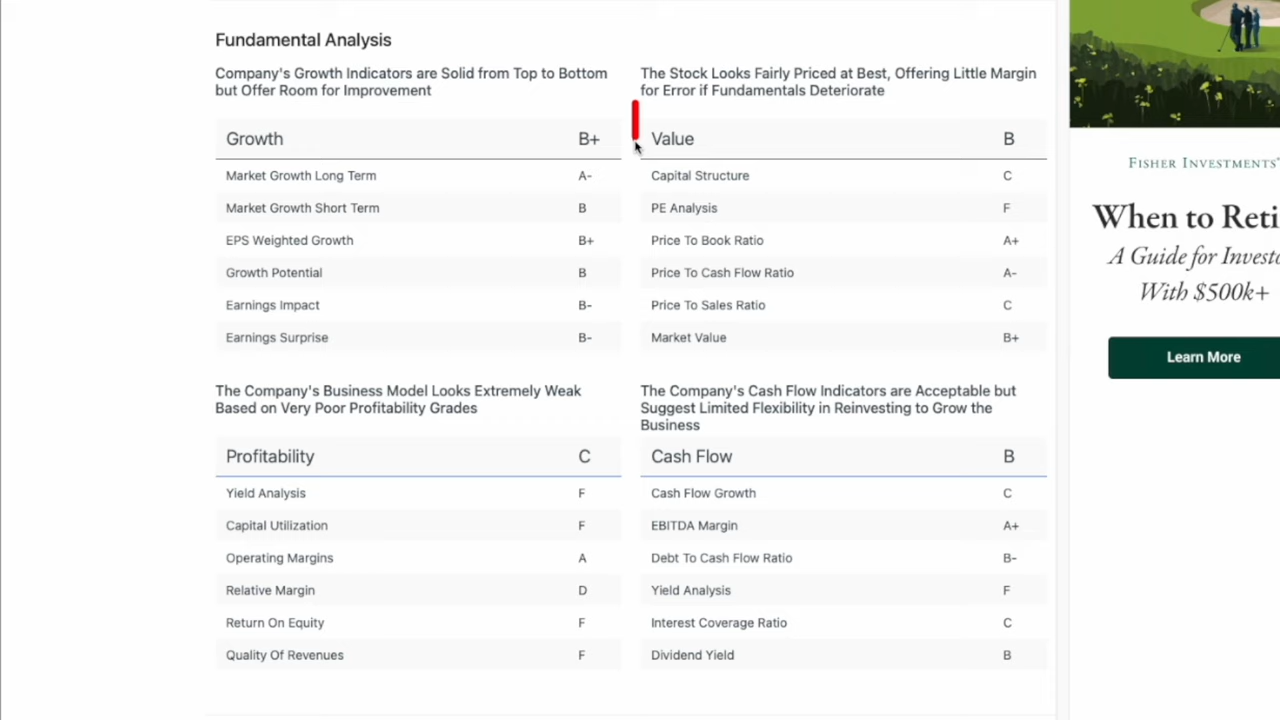 Fundamental Analysis
Company's Growth Indicators are Solid from Top to Bottom
but Offer Room for Improvement
Growth B+
Market Growth Long Term A-
Market Growth Short Term B
EPS Weighted Growth B+
Growth Potential B
Earnings Impact B-
Earnings Surprise B-
The Stock Looks Fairly Priced at Best, Offering Little Margin
for Error if Fundamentals Deteriorate
Value B
Capital Structure C
PE Analysis F
Price To Book Ratio A+
Price To Cash Flow Ratio A-
Price To Sales Ratio C
Market Value B+
The Company's Business Model Looks Extremely Weak
Based on Very Poor Profitability Grades
Profitability C
Yield Analysis F
Capital Utilization F
Operating Margins A
Relative Margin D
Return On Equity F
Quality Of Revenues F
The Company's Cash Flow Indicators are Acceptable but
Suggest Limited Flexibility in Reinvesting to Grow the
Business
Cash Flow B
Cash Flow Growth C
EBITDA Margin A+
Debt To Cash Flow Ratio B-
Yield Analysis F
Interest Coverage Ratio C
Dividend Yield B
FISHER INVESTMENTS
When to Reti
A Guide for Investo
With $500k+
Learn More